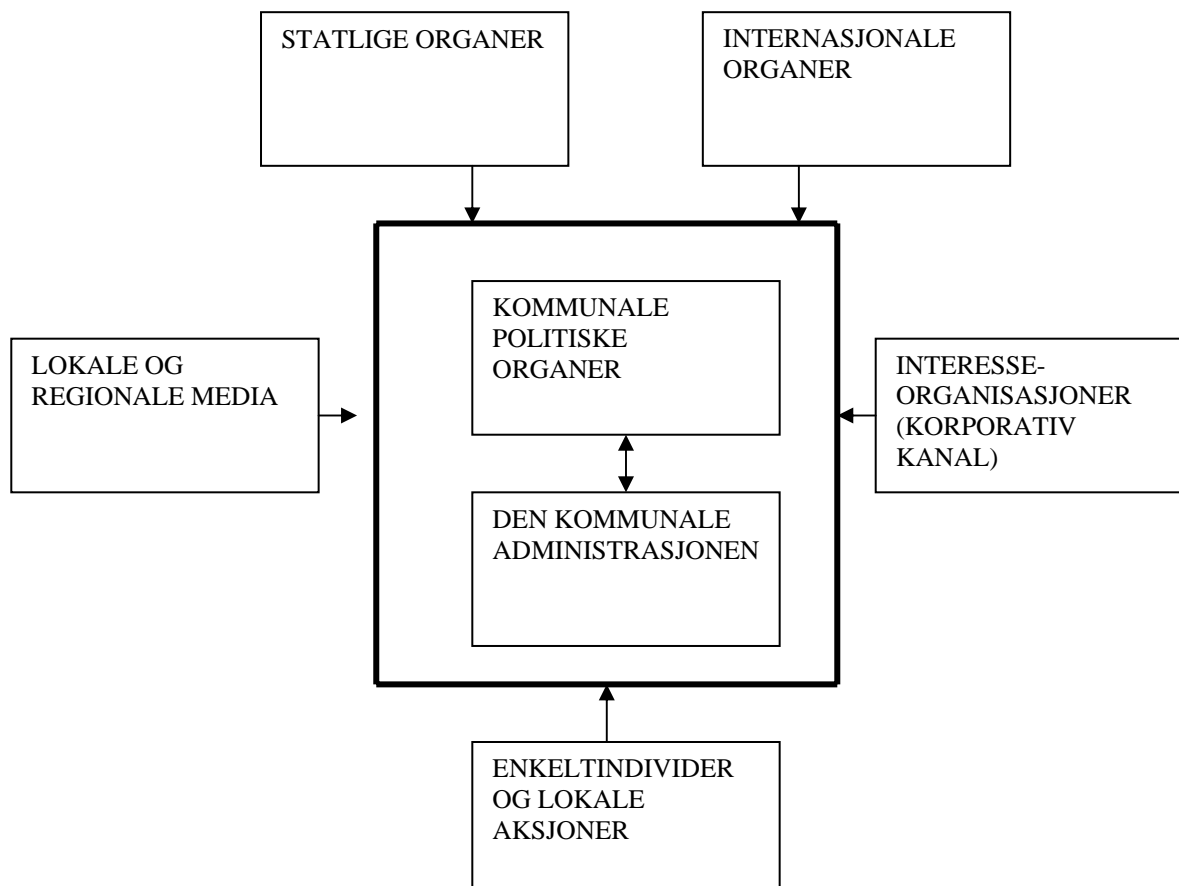 STATLIGE ORGANER
INTERNASJONALE
ORGANER
KOMMUNALE
POLITISKE
ORGANER
LOKALE OG
REGIONALE MEDIA
INTERESSE-
ORGANISASJONER
(KORPORATIV
KANAL)
DEN KOMMUNALE
ADMINISTRASJONEN
ENKELTINDIVIDER
OG LOKALE
AKSJONER